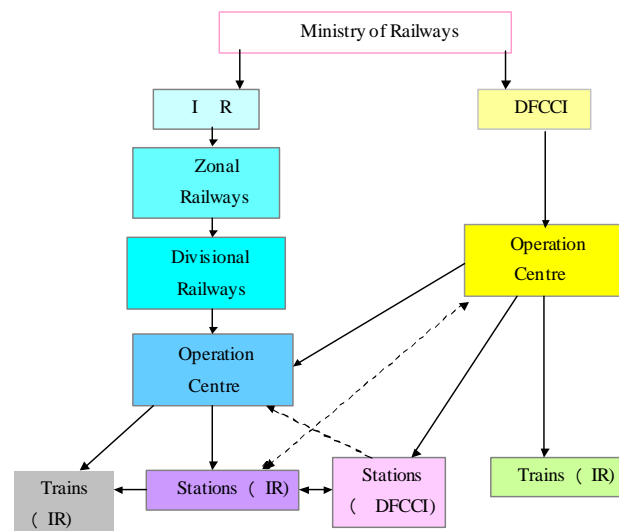 Ministry of Railways
I R
DFCCI
Zonal
Railways
Operation
Centre
Divisional
Railways
Operation
Centre
Trains
( IR)
Stations ( IR)
Stations
( DFCCI)
Trains ( IR)